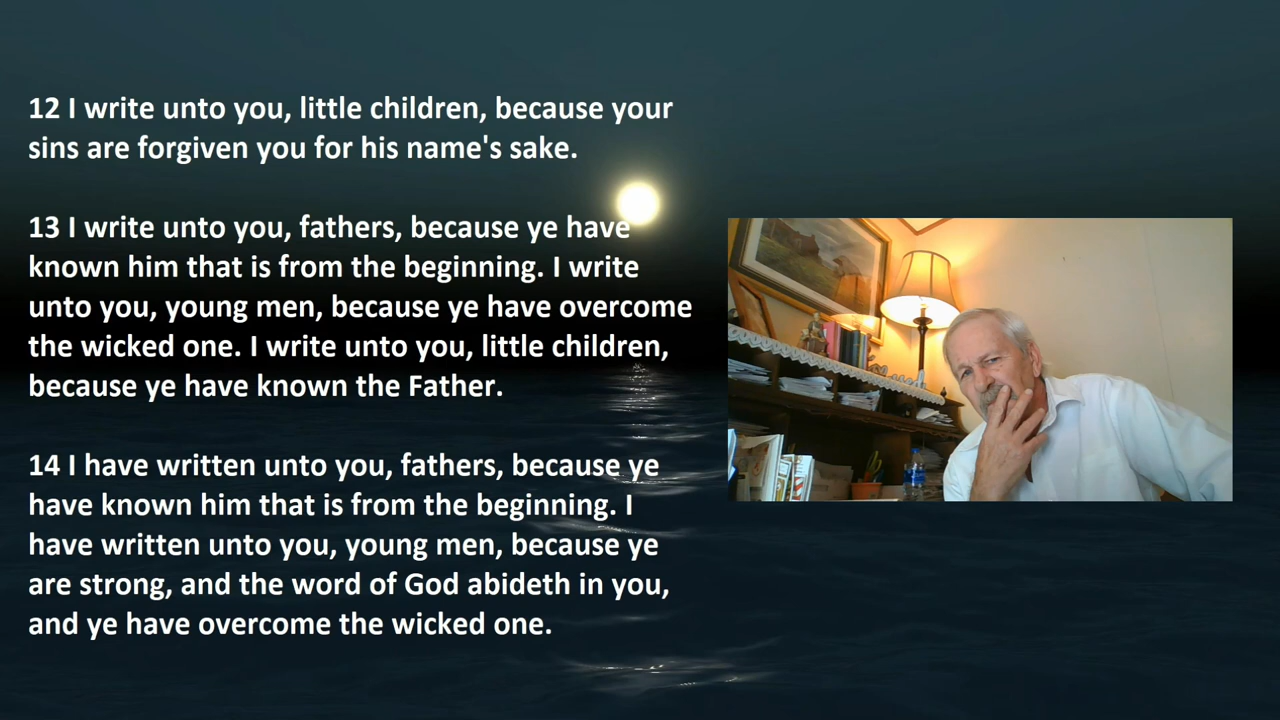 12 I write unto you, little children, because your
sins are forgiven you for his name's sake.
13 I write unto you, fathers, because ye have
known him that is from the beginning. I write
unto you, young men, because ye have overcome
the wicked one. I write unto you, little children,
because ye have known the Father.
14 I have written unto you, fathers, because ye
have known him that is from the beginning. I
have written unto you, young men, because ye
are strong, and the word of God abideth in you,
and ye have overcome the wicked one.